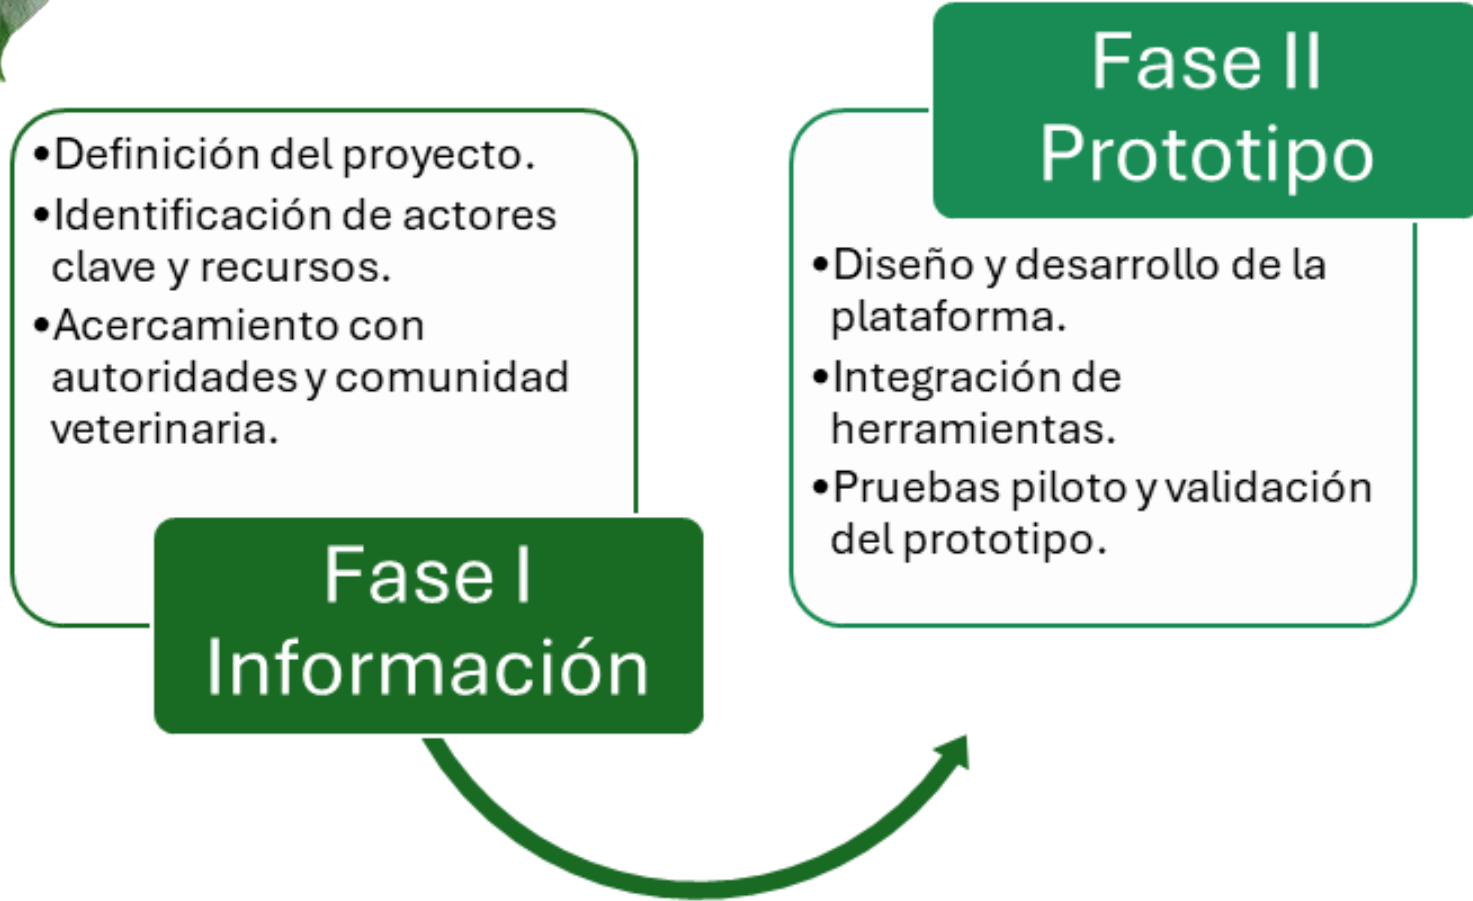 •Definición del proyecto.
•Identificación de actores
clave y recursos.
•Acercamiento con
autoridades y comunidad
veterinaria.
Fase I
Información
Fase II
Prototipo
•Diseño y desarrollo de la
plataforma.
•Integración de
herramientas.
•Pruebas piloto y validación
del prototipo.